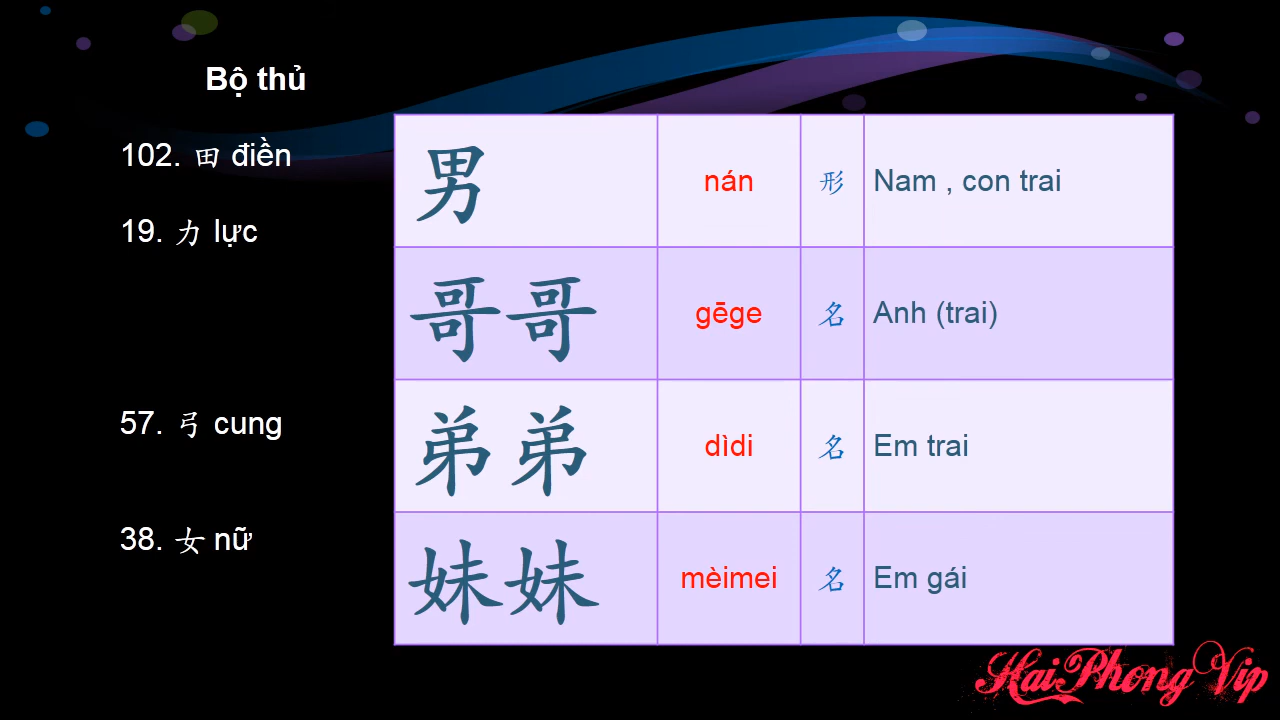 Bộ thủ
102. 田 điền
19. 力 lực
57. 弓 cung
38. 女 nữ
男 nán 形 Nam , con trai
哥哥 gēge 名 Anh (trai)
弟弟 dìdi 名 Em trai
妹妹 mèimei 名 Em gái
HaiPhongVip